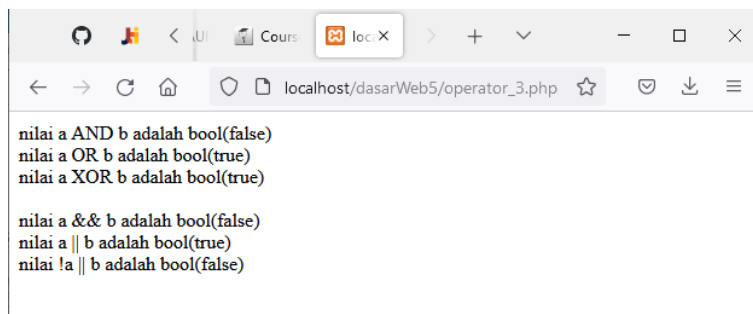 Cours
loc
localhost/dasarWeb5/operator_3.php
nilai a AND b adalah bool(false)
nilai a OR b adalah bool(true)
nilai a XOR b adalah bool(true)
nilai a && b adalah bool(false)
nilai a || b adalah bool(true)
nilai !a || b adalah bool(false)